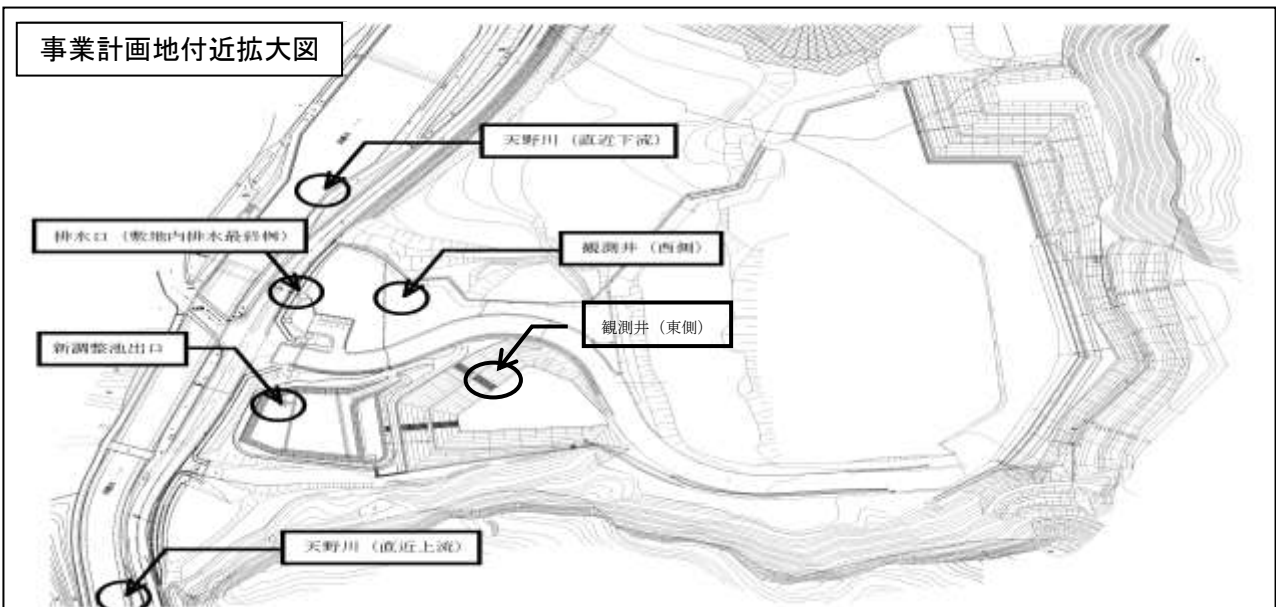 事業計画地付近拡大図
天野川（直近下流）
排水口（敷地内排水最終桝）
観測井（西側）
観測井（東側）
新調整池出口
天野川（直近上流）